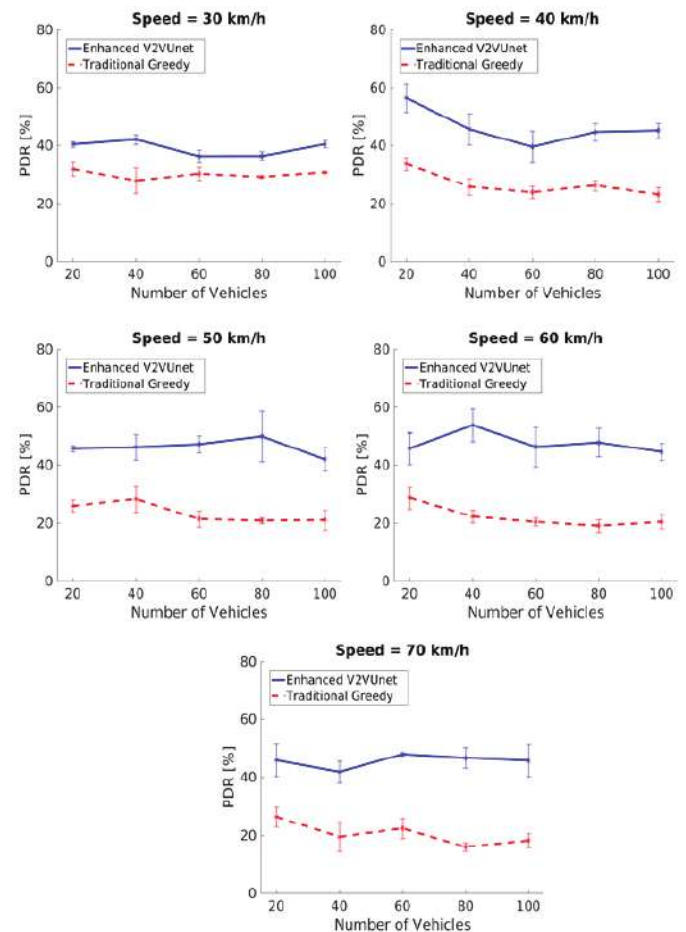 Speed = 30 km/h
80
60
40
20
0
PDR [%]
Enhanced V2VUnet
Traditional Greedy
20 40 60 80 100
Number of Vehicles
Speed = 40 km/h
80
60
40
20
0
PDR [%]
Enhanced V2VUnet
Traditional Greedy
20 40 60 80 100
Number of Vehicles
Speed = 50 km/h
80
60
40
20
0
PDR [%]
Enhanced V2VUnet
Traditional Greedy
20 40 60 80 100
Number of Vehicles
Speed = 60 km/h
80
60
40
20
0
PDR [%]
Enhanced V2VUnet
Traditional Greedy
20 40 60 80 100
Number of Vehicles
Speed = 70 km/h
80
60
40
20
0
PDR [%]
Enhanced V2VUnet
Traditional Greedy
20 40 60 80 100
Number of Vehicles